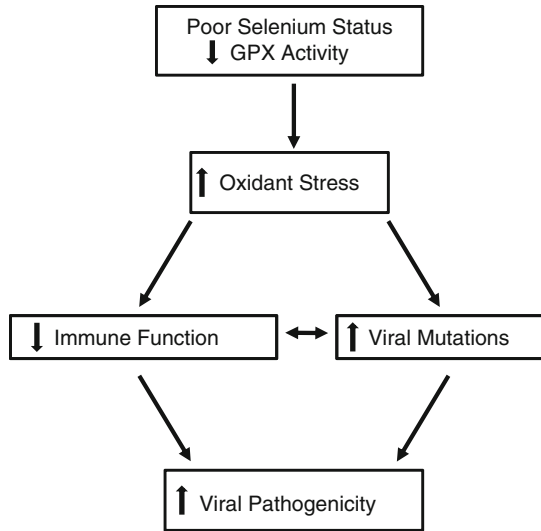 Poor Selenium Status
↓ GPX Activity
↑ Oxidant Stress
↓ Immune Function
↑ Viral Mutations
↑ Viral Pathogenicity